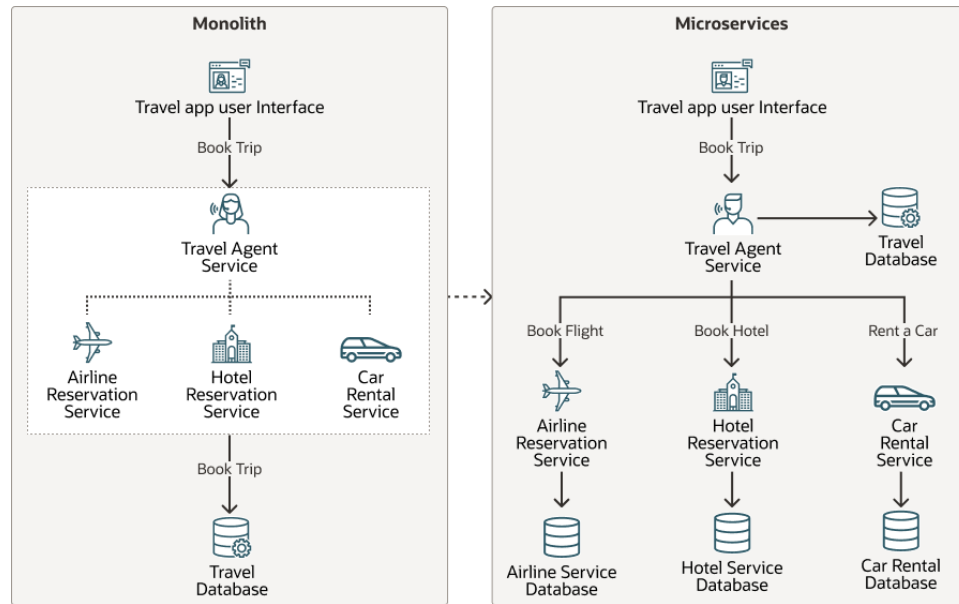 Monolith
Travel app user Interface
Book Trip
Travel Agent
Service
Airline
Reservation
Service
Hotel
Reservation
Service
Car
Rental
Service
Book Trip
Travel
Database
Microservices
Travel app user Interface
Book Trip
Travel Agent
Service
Travel
Database
Book Flight
Book Hotel
Rent a Car
Airline
Reservation
Service
Hotel
Reservation
Service
Car
Rental
Service
Airline Service
Database
Hotel Service
Database
Car Rental
Database